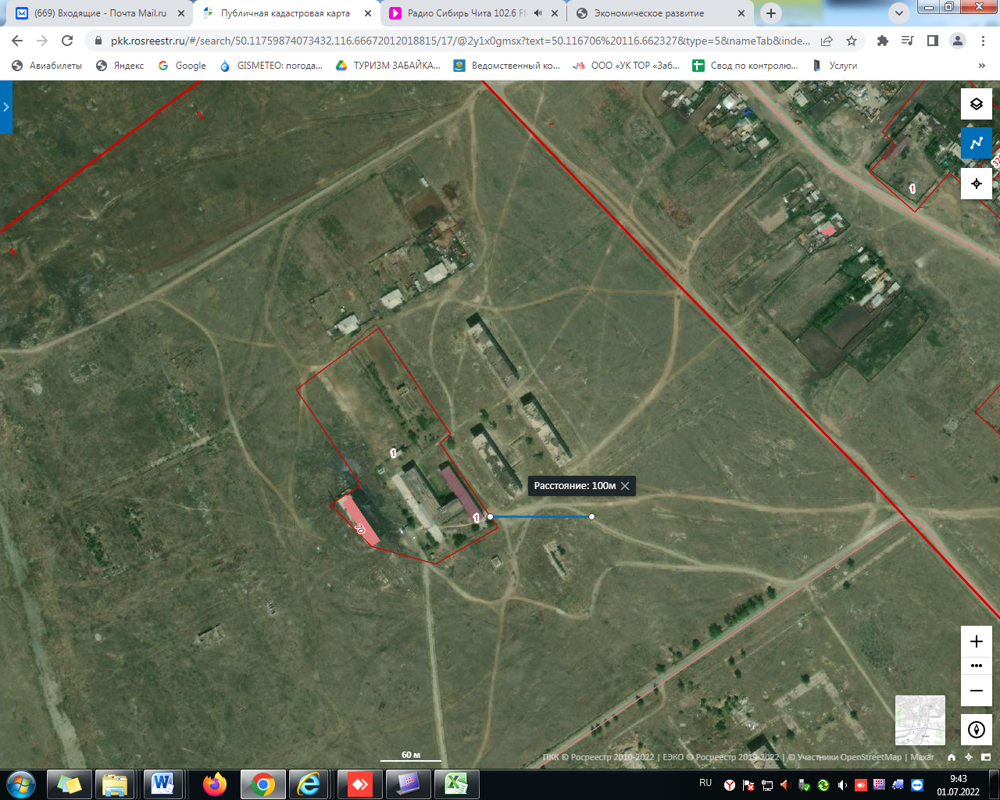 (669) Входящие - Почта Mail.ru
Публичная кадастровая карта
Радио Сибирь Чита 102.6 F
Экономическое развитие
pkk.rosreestr.ru/#/search/50.11759874073432,116.66672012018815/17/@2y1x0gmsx?text=50.116706%20116.662327&type=5&nameTab&inde...
Авиабилеты
Яндекс
Google
GISMETEO: погода...
ТУРИЗМ ЗАБАЙКА...
Ведомственный ко...
ООО «УК ТОР «Заб...
Свод по контролю...
Услуги
»
1
1
Расстояние: 100м
1
70
60 м
ПКК © Росреестр 2010-2022 | ЕЭКО © Росреестр 2019-2022 | © Участники OpenStreetMap | Maxar
RU
9:43
01.07.2022